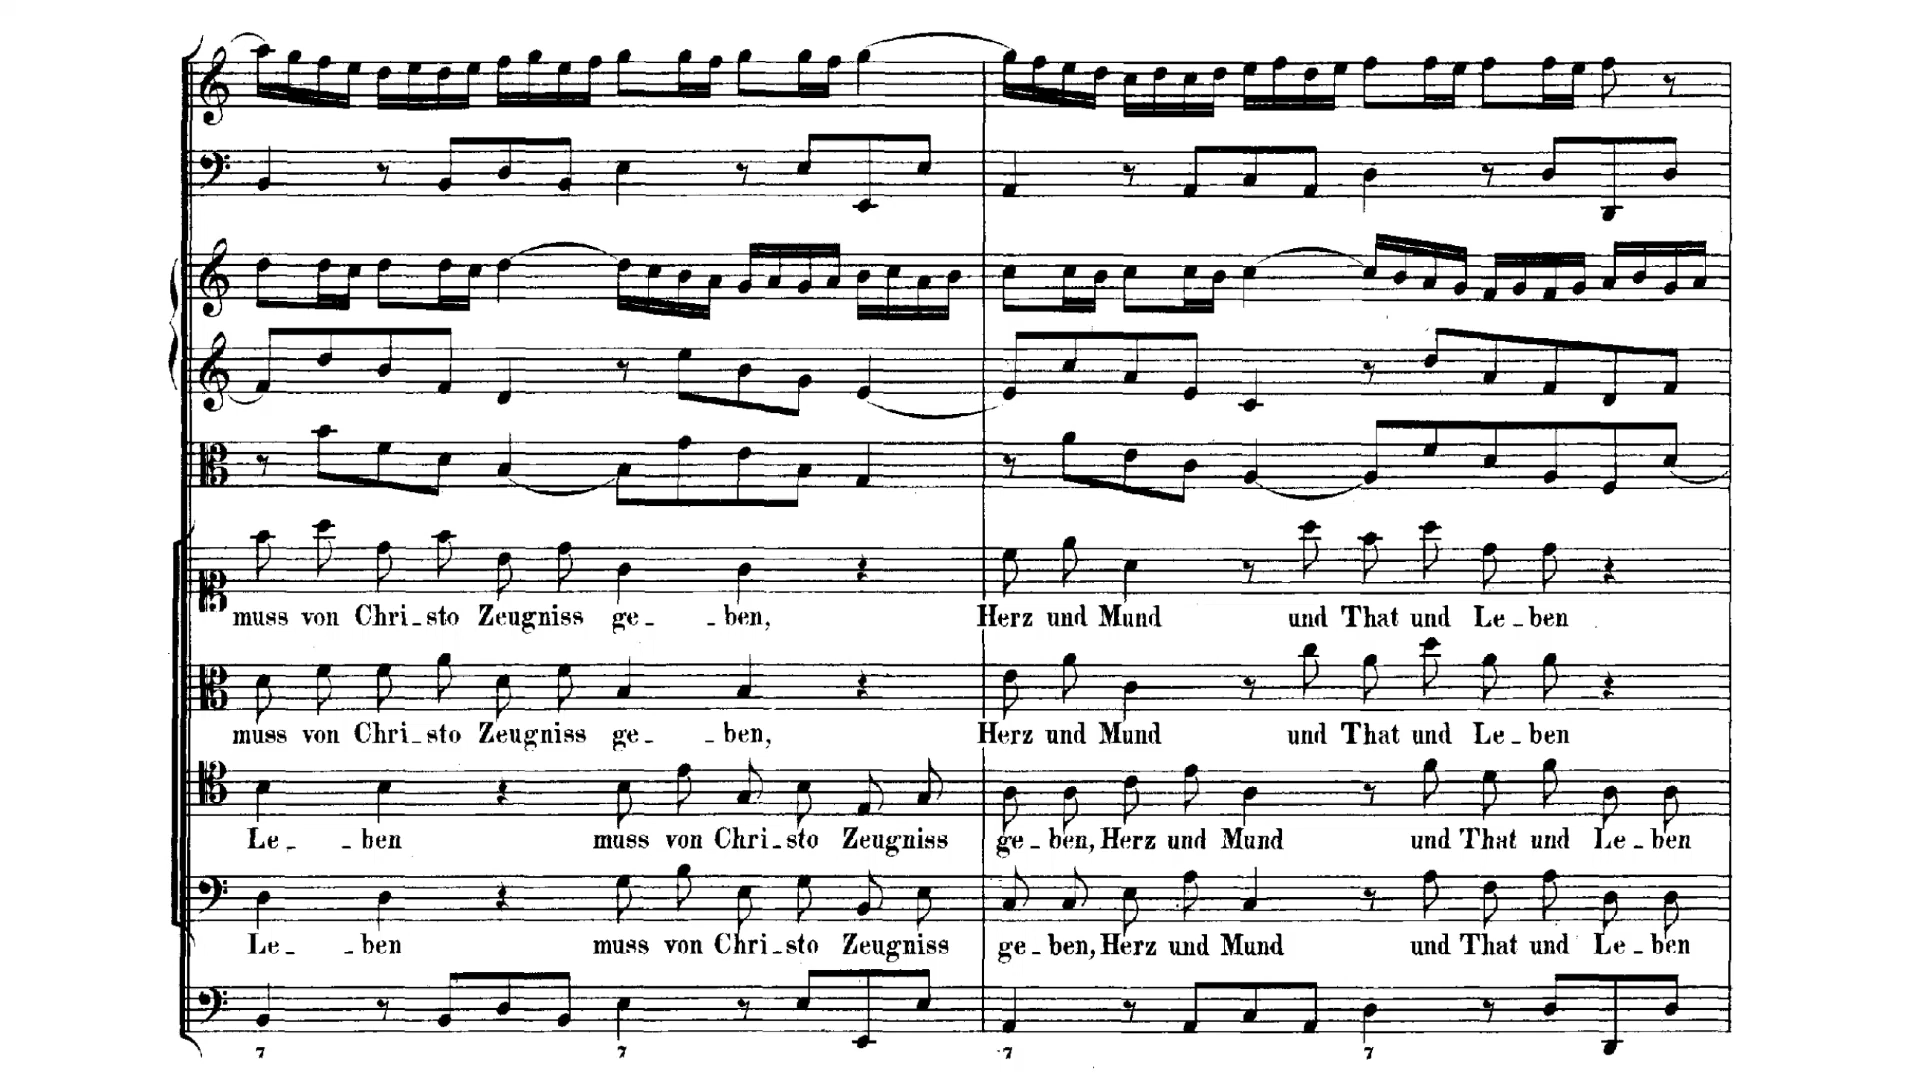 muss von Chri_sto Zeugniss ge_ _ben, Herz und Mund und That und Le_ben
muss von Chri_sto Zeugniss ge_ _ben, Herz und Mund und That und Le_ben
Le_ _ben muss von Chri_sto Zeugniss ge_ben, Herz und Mund und That und Le_ben
Le_ _ben muss von Chri_sto Zeugniss ge_ben, Herz und Mund und That und Le_ben
7 7 7 7